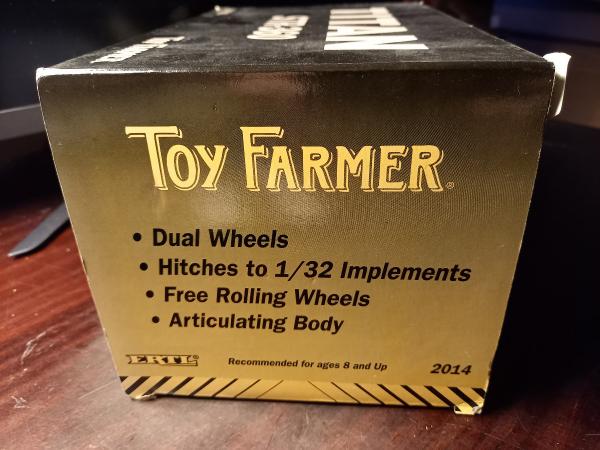 TITAN
TOY FARMER®
• Dual Wheels
• Hitches to 1/32 Implements
• Free Rolling Wheels
• Articulating Body
ERTL®
Recommended for ages 8 and Up
2014